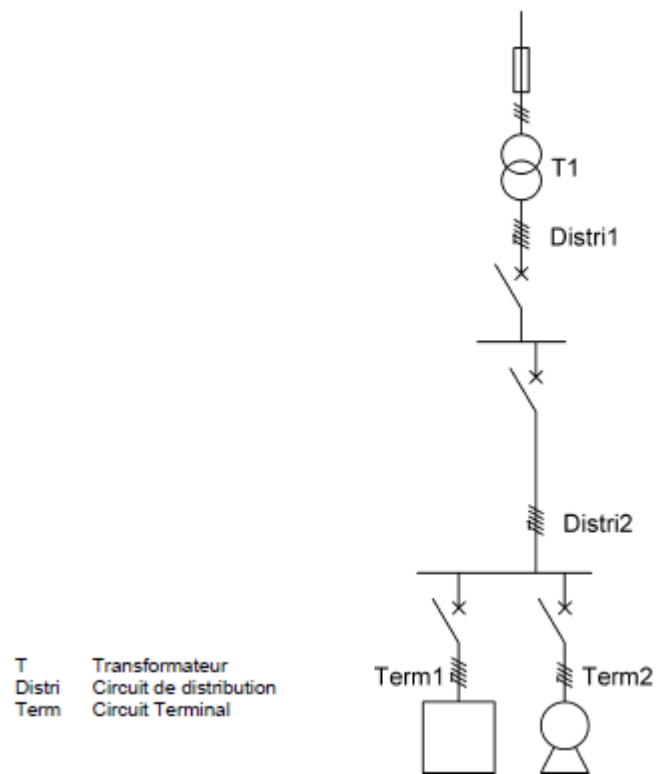 T1
Distri1
Distri2
Term1 Term2
T Transformateur
Distri Circuit de distribution
Term Circuit Terminal